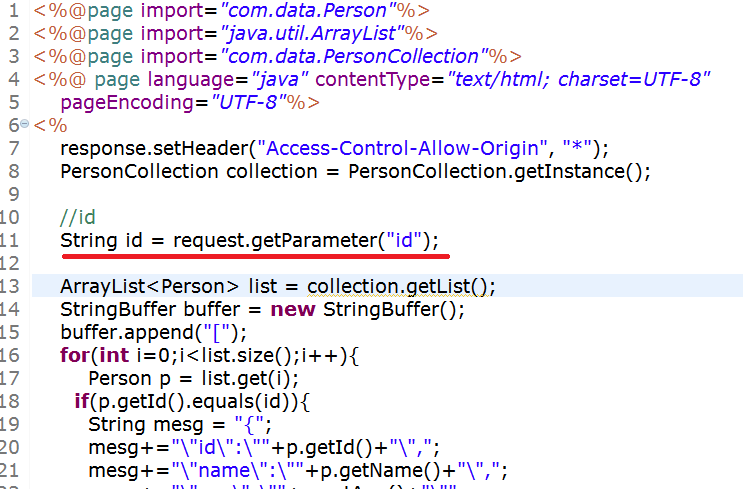 1 <%@page import="com.data.Person"%>
2 <%@page import="java.util.ArrayList"%>
3 <%@page import="com.data.PersonCollection"%>
4 <%@ page language="java" contentType="text/html; charset=UTF-8"
5 pageEncoding="UTF-8"%>
6 <%
7 response.setHeader("Access-Control-Allow-Origin", "*");
8 PersonCollection collection = PersonCollection.getInstance();
9
10 //id
11 String id = request.getParameter("id");
12
13 ArrayList<Person> list = collection.getList();
14 StringBuffer buffer = new StringBuffer();
15 buffer.append("[");
16 for(int i=0;i<list.size();i++){
17 Person p = list.get(i);
18 if(p.getId().equals(id)){
19 String mesg = "{";
20 mesg+="\"id\":\""+p.getId()+"\",";
21 mesg+="\"name\":\""+p.getName()+"\",";